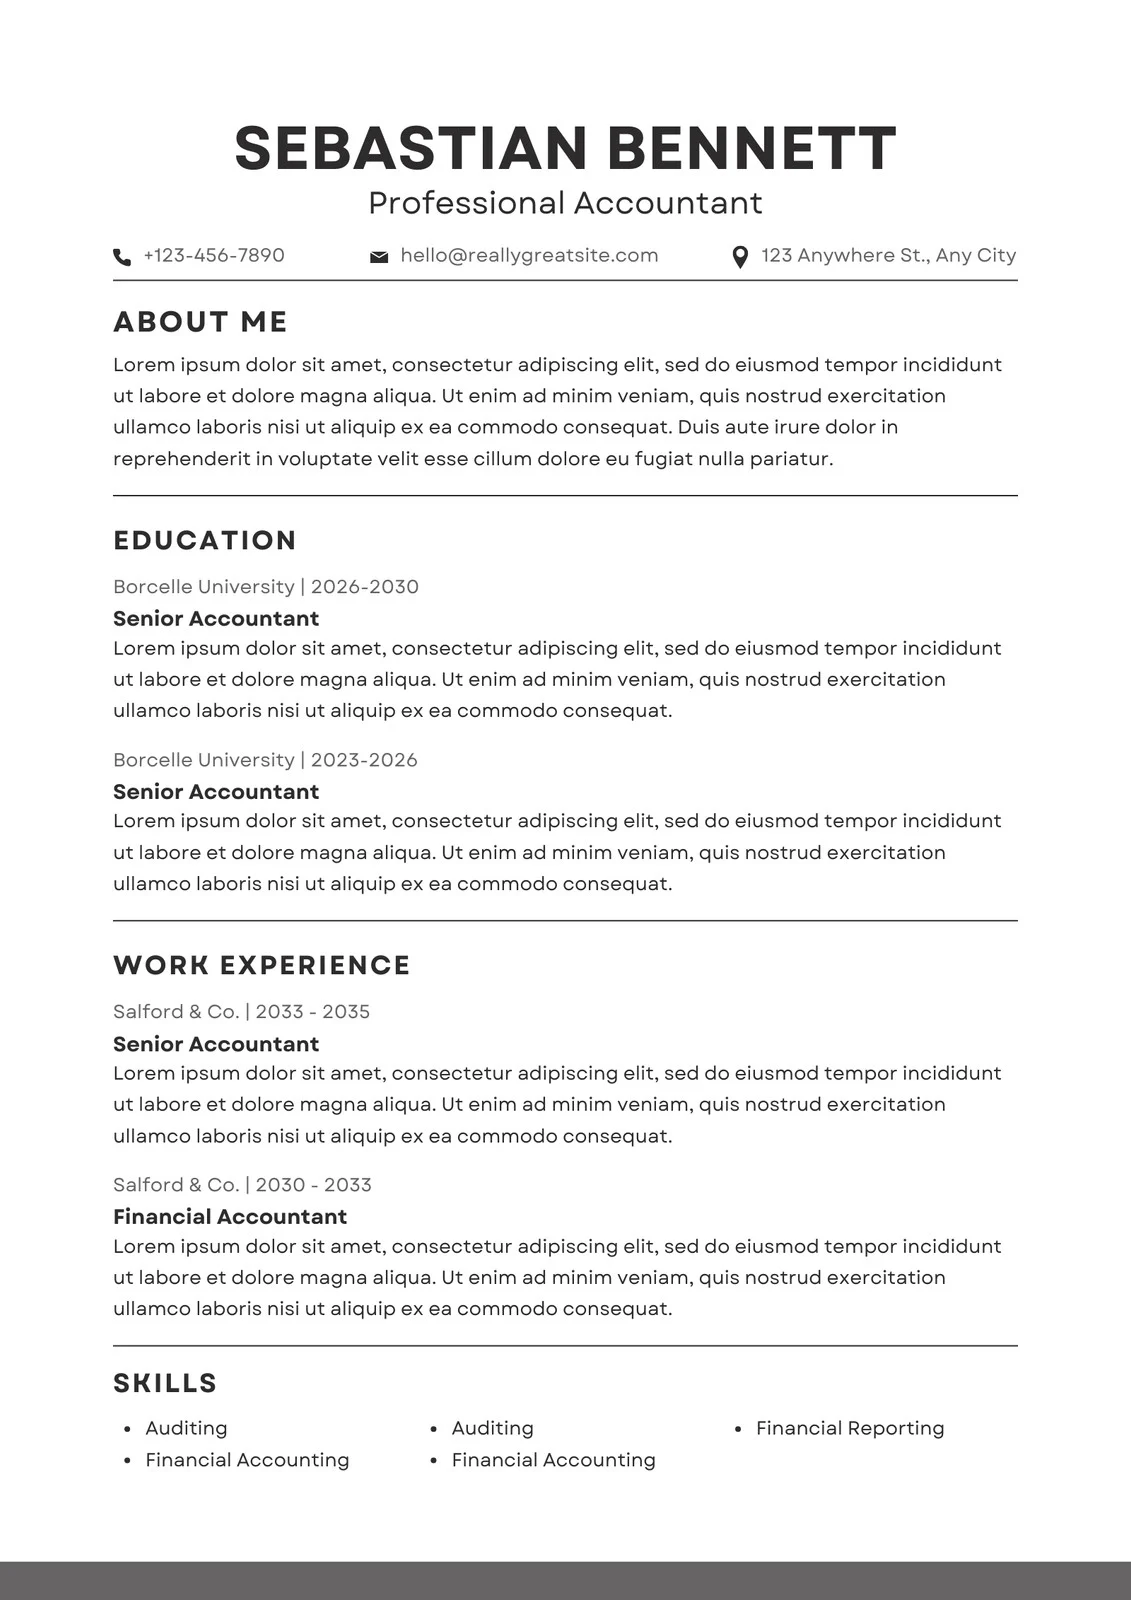 SEBASTIAN BENNETT
Professional Accountant
+123-456-7890 hello@reallygreatsite.com 123 Anywhere St., Any City
ABOUT ME
Lorem ipsum dolor sit amet, consectetur adipiscing elit, sed do eiusmod tempor incididunt
ut labore et dolore magna aliqua. Ut enim ad minim veniam, quis nostrud exercitation
ullamco laboris nisi ut aliquip ex ea commodo consequat. Duis aute irure dolor in
reprehenderit in voluptate velit esse cillum dolore eu fugiat nulla pariatur.
EDUCATION
Borcelle University | 2026-2030
Senior Accountant
Lorem ipsum dolor sit amet, consectetur adipiscing elit, sed do eiusmod tempor incididunt
ut labore et dolore magna aliqua. Ut enim ad minim veniam, quis nostrud exercitation
ullamco laboris nisi ut aliquip ex ea commodo consequat.
Borcelle University | 2023-2026
Senior Accountant
Lorem ipsum dolor sit amet, consectetur adipiscing elit, sed do eiusmod tempor incididunt
ut labore et dolore magna aliqua. Ut enim ad minim veniam, quis nostrud exercitation
ullamco laboris nisi ut aliquip ex ea commodo consequat.
WORK EXPERIENCE
Salford & Co. | 2033 - 2035
Senior Accountant
Lorem ipsum dolor sit amet, consectetur adipiscing elit, sed do eiusmod tempor incididunt
ut labore et dolore magna aliqua. Ut enim ad minim veniam, quis nostrud exercitation
ullamco laboris nisi ut aliquip ex ea commodo consequat.
Salford & Co. | 2030 - 2033
Financial Accountant
Lorem ipsum dolor sit amet, consectetur adipiscing elit, sed do eiusmod tempor incididunt
ut labore et dolore magna aliqua. Ut enim ad minim veniam, quis nostrud exercitation
ullamco laboris nisi ut aliquip ex ea commodo consequat.
SKILLS
• Auditing • Auditing • Financial Reporting
• Financial Accounting • Financial Accounting